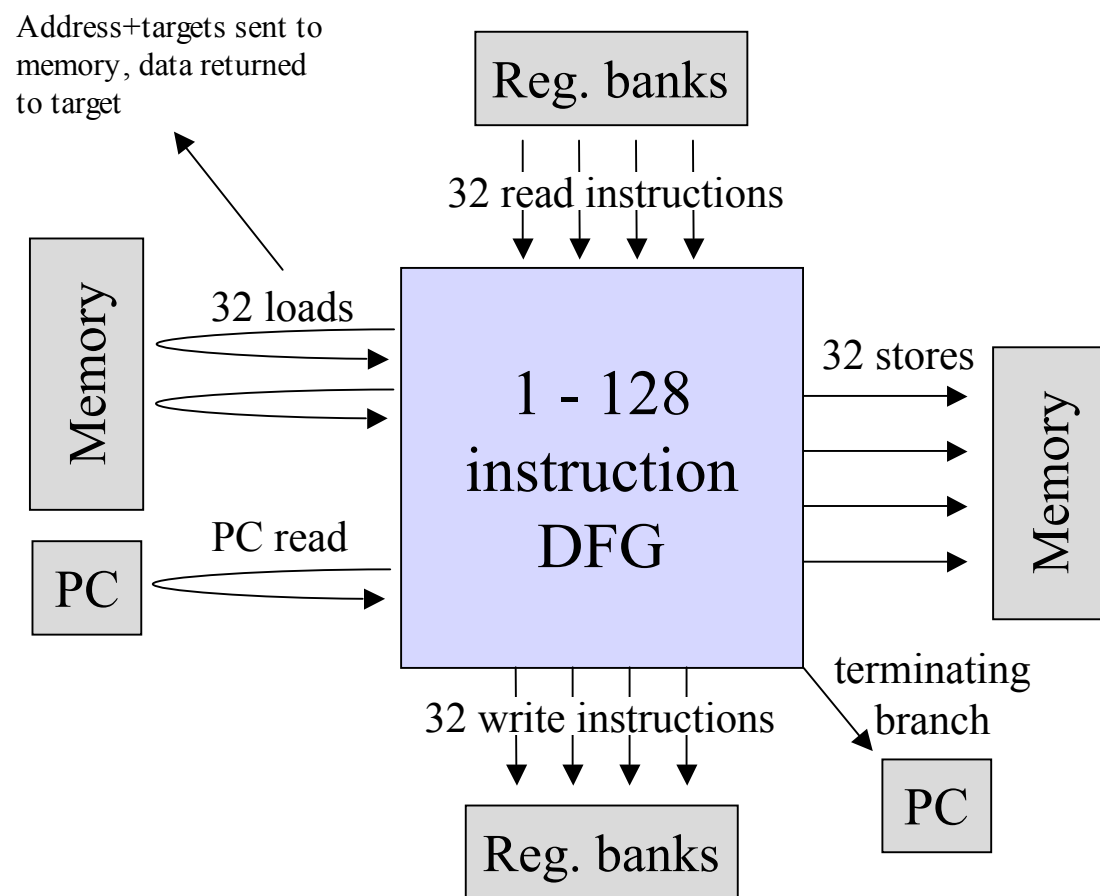 Address+targets sent to
memory, data returned
to target
Reg. banks
32 read instructions
Memory
32 loads
1 - 128
instruction
DFG
32 stores
Memory
PC read
PC
terminating
branch
32 write instructions
PC
Reg. banks